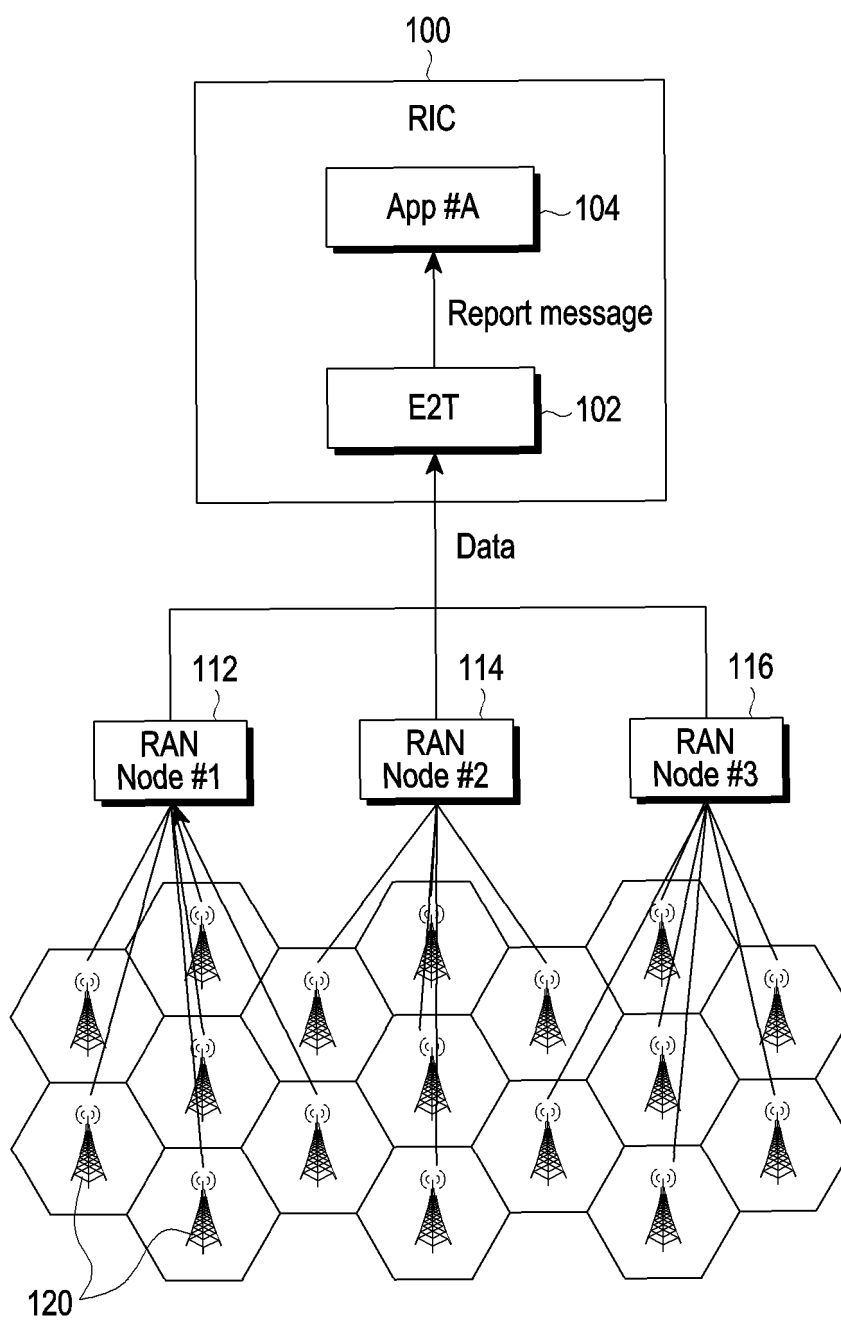 100
RIC
App #A
104
Report message
E2T
102
Data
112
114
116
RAN
Node #1
RAN
Node #2
RAN
Node #3
120